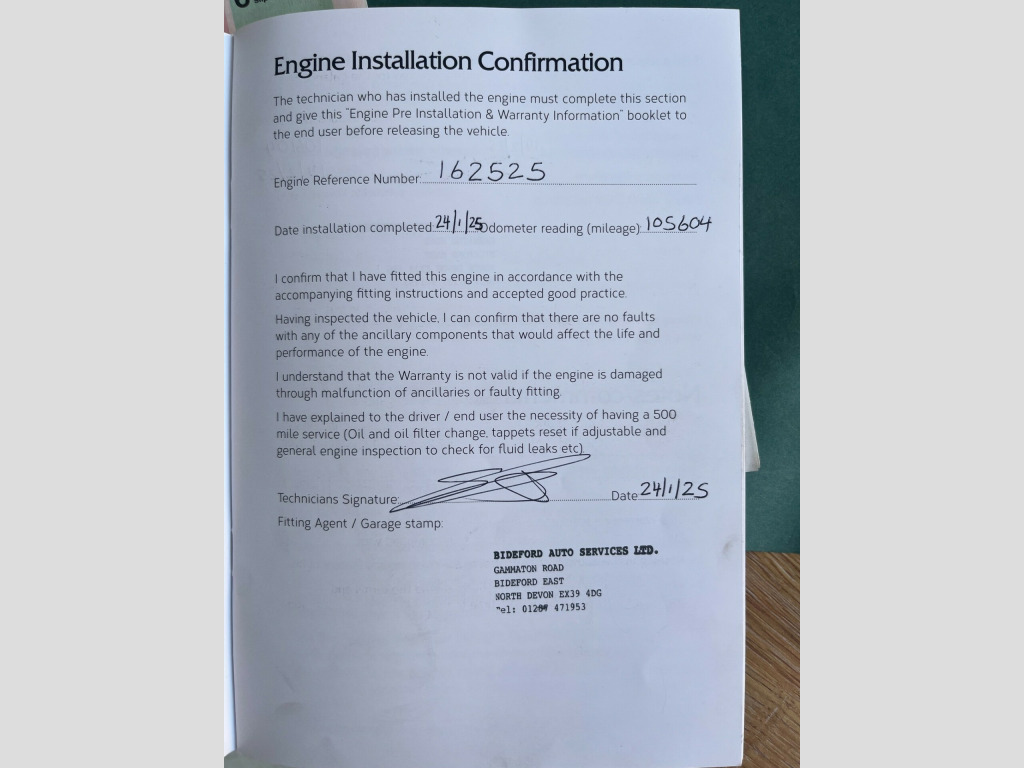 Engine Installation Confirmation
The technician who has installed the engine must complete this section
and give this "Engine Pre Installation & Warranty Information" booklet to
the end user before releasing the vehicle.
Engine Reference Number: 162525
Date installation completed: 24/1/25 Odometer reading (mileage): 105604
I confirm that I have fitted this engine in accordance with the
accompanying fitting instructions and accepted good practice.
Having inspected the vehicle, I can confirm that there are no faults
with any of the ancillary components that would affect the life and
performance of the engine.
I understand that the Warranty is not valid if the engine is damaged
through malfunction of ancillaries or faulty fitting.
I have explained to the driver / end user the necessity of having a 500
mile service (Oil and oil filter change, tappets reset if adjustable and
general engine inspection to check for fluid leaks etc)
Technicians Signature: Date 24/1/25
Fitting Agent / Garage stamp:
BIDEFORD AUTO SERVICES LTD.
GAMMATON ROAD
BIDEFORD EAST
NORTH DEVON EX39 4DG
Tel: 471953